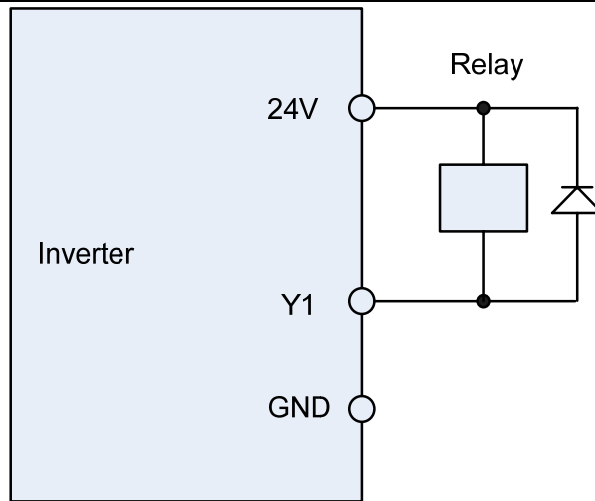 Relay
24V
Inverter
Y1
GND